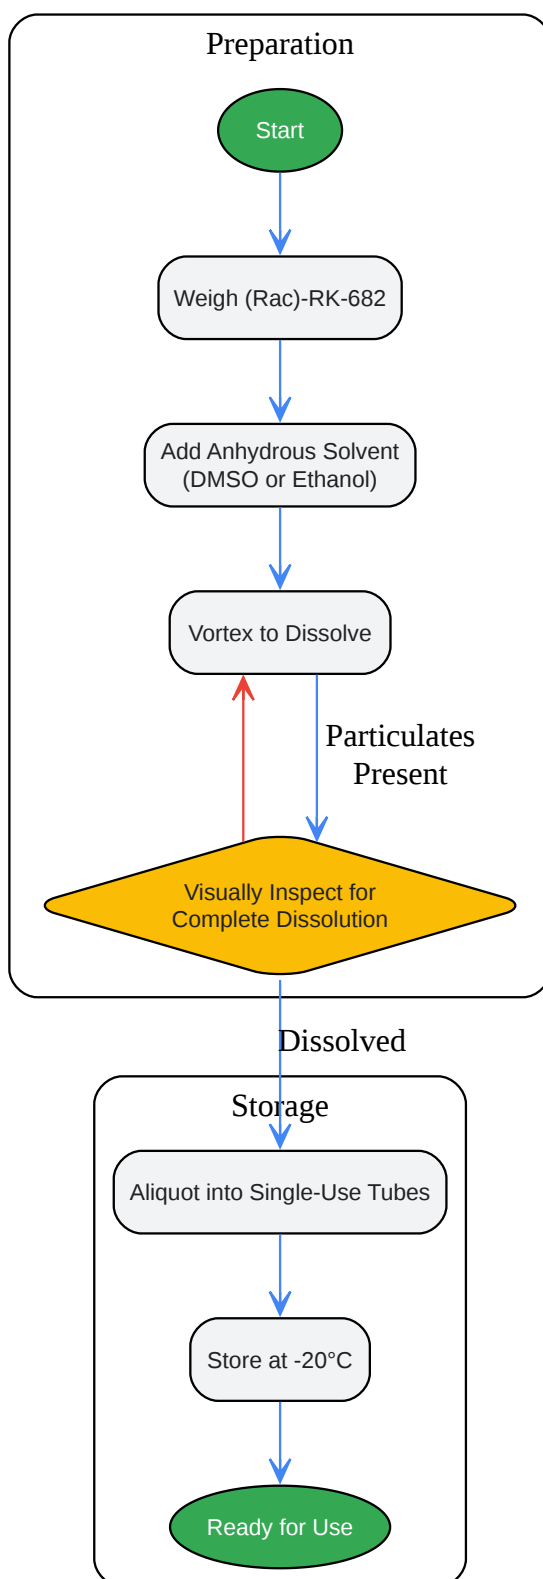 Preparation
Start
Weigh (Rac)-RK-682
Add Anhydrous Solvent
(DMSO or Ethanol)
Vortex to Dissolve
Particulates
Present
Visually Inspect for
Complete Dissolution
Dissolved
Storage
Aliquot into Single-Use Tubes
Store at -20°C
Ready for Use